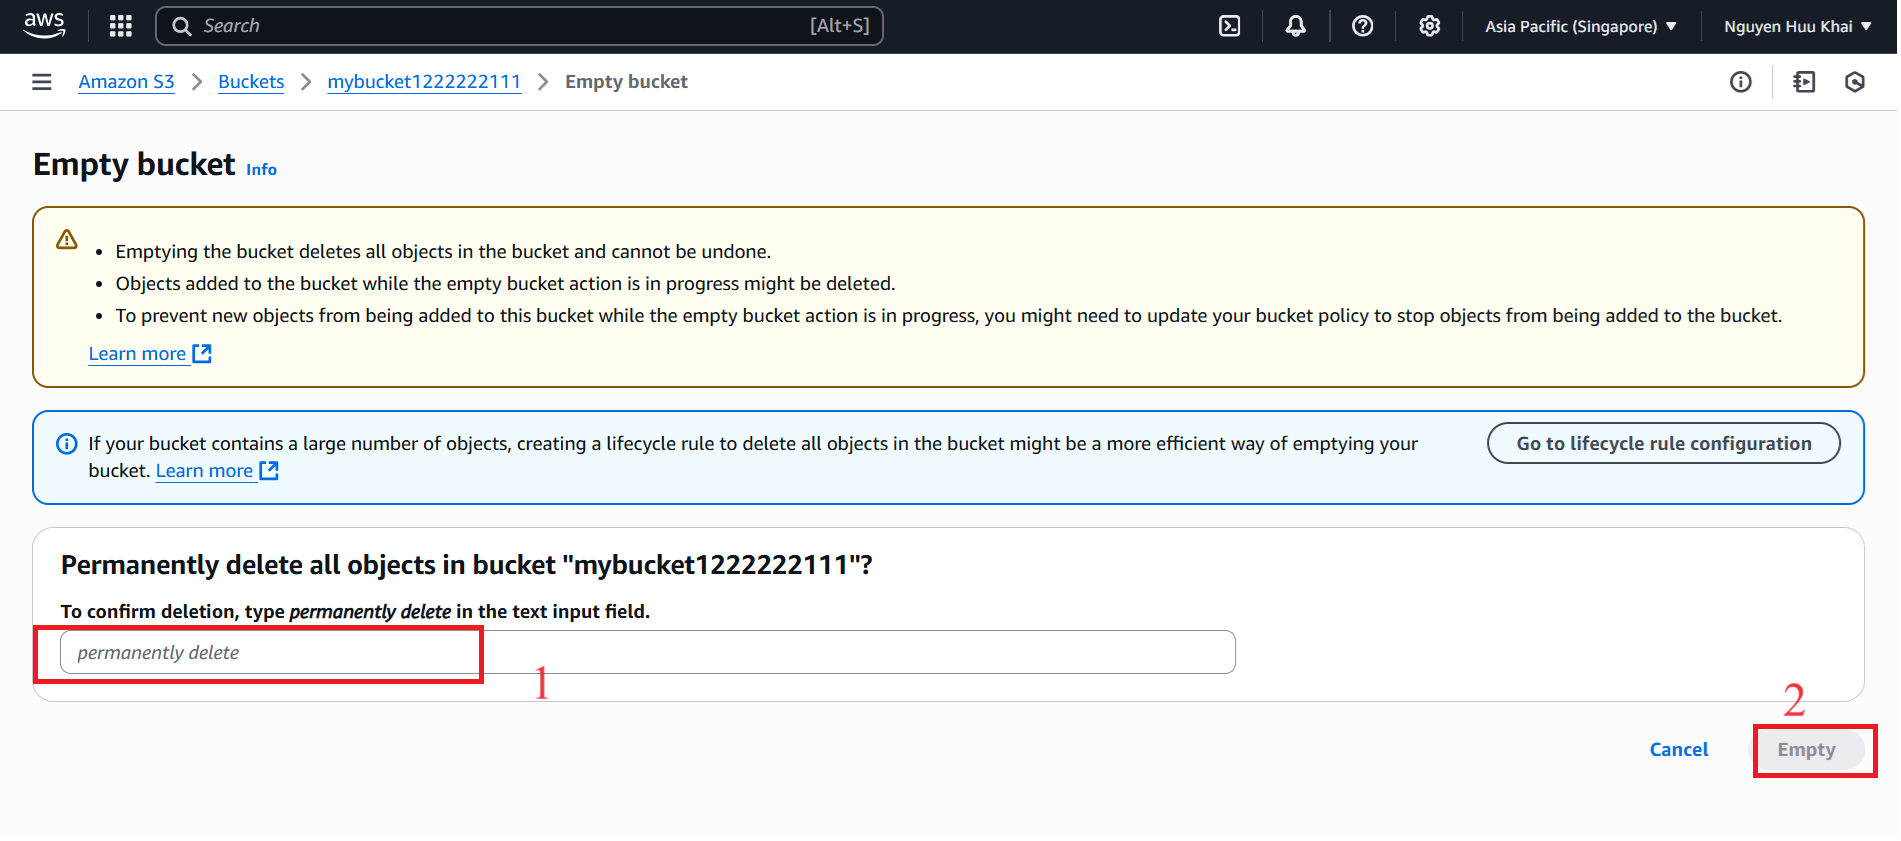 aws
Search [Alt+S]
Asia Pacific (Singapore)
Nguyen Huu Khai
Amazon S3 > Buckets > mybucket1222222111 > Empty bucket
Empty bucket Info
• Emptying the bucket deletes all objects in the bucket and cannot be undone.
• Objects added to the bucket while the empty bucket action is in progress might be deleted.
• To prevent new objects from being added to this bucket while the empty bucket action is in progress, you might need to update your bucket policy to stop objects from being added to the bucket.
Learn more
If your bucket contains a large number of objects, creating a lifecycle rule to delete all objects in the bucket might be a more efficient way of emptying your
bucket. Learn more
Go to lifecycle rule configuration
Permanently delete all objects in bucket "mybucket1222222111"?
To confirm deletion, type permanently delete in the text input field.
permanently delete
1
2
Cancel
Empty